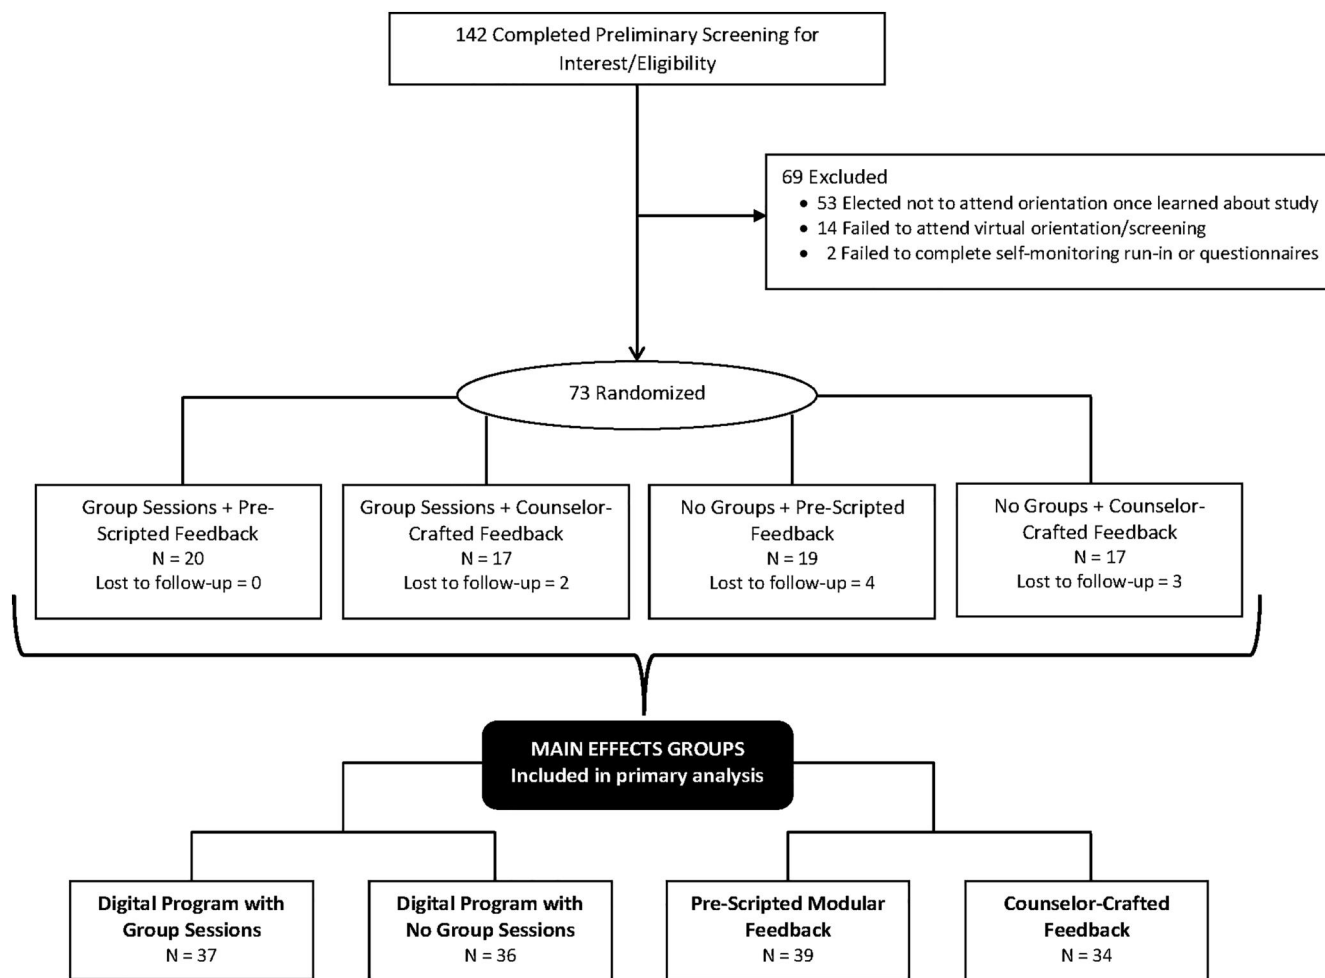 142 Completed Preliminary Screening for
Interest/Eligibility
69 Excluded
• 53 Elected not to attend orientation once learned about study
• 14 Failed to attend virtual orientation/screening
• 2 Failed to complete self-monitoring run-in or questionnaires
73 Randomized
Group Sessions + Pre-
Scripted Feedback
N = 20
Lost to follow-up = 0
Group Sessions + Counselor-
Crafted Feedback
N = 17
Lost to follow-up = 2
No Groups + Pre-Scripted
Feedback
N = 19
Lost to follow-up = 4
No Groups + Counselor-
Crafted Feedback
N = 17
Lost to follow-up = 3
MAIN EFFECTS GROUPS
Included in primary analysis
Digital Program with
Group Sessions
N = 37
Digital Program with
No Group Sessions
N = 36
Pre-Scripted Modular
Feedback
N = 39
Counselor-Crafted
Feedback
N = 34